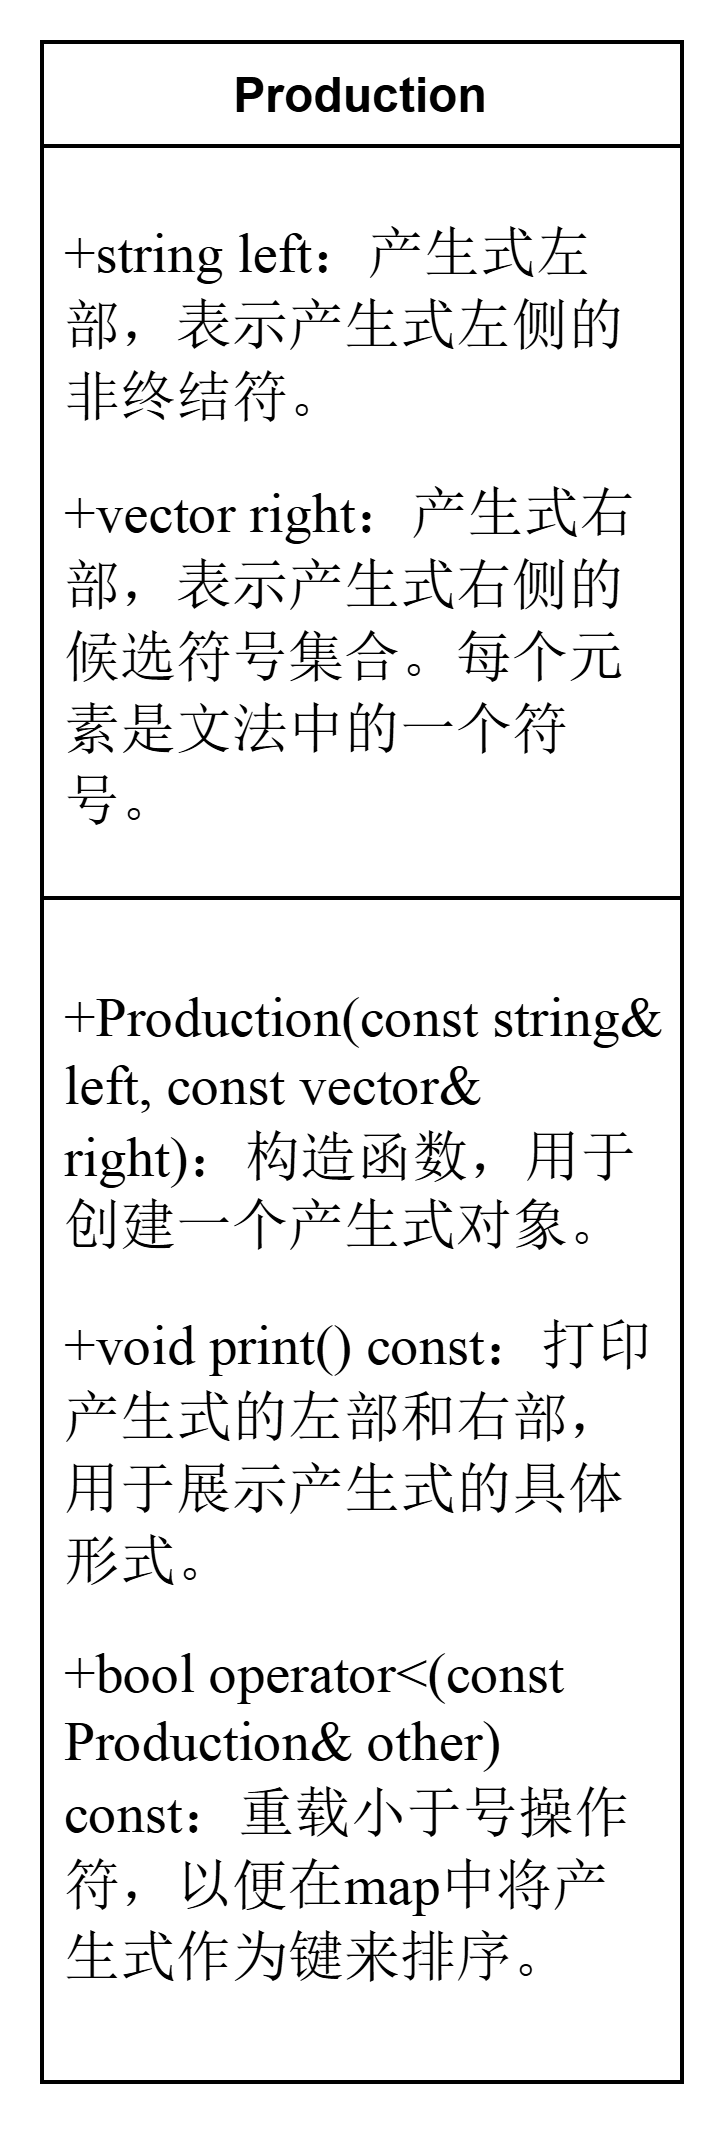 Production
+string left：产生式左
部，表示产生式左侧的
非终结符。
+vector right：产生式右
部，表示产生式右侧的
候选符号集合。每个元
素是文法中的一个符
号。
+Production(const string&
left, const vector&
right)：构造函数，用于
创建一个产生式对象。
+void print() const：打印
产生式的左部和右部，
用于展示产生式的具体
形式。
+bool operator<(const
Production& other)
const：重载小于号操作
符，以便在map中将产
生式作为键来排序。